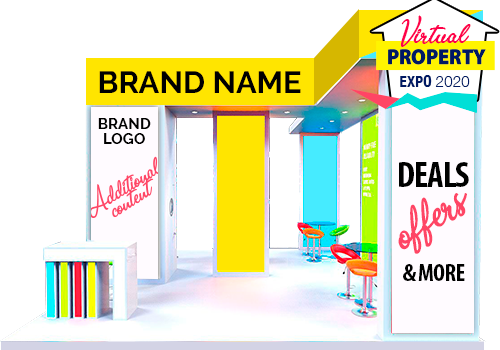 Virtual
PROPERTY
EXPO 2020
BRAND NAME
BRAND
LOGO
Additional
content
DEALS
offers
& MORE